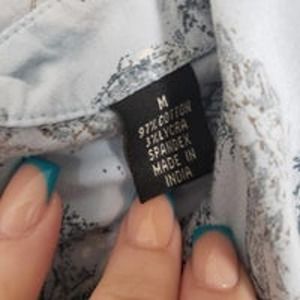 M
97% COTTON
3% LYCRA
SPANDEX
MADE IN
INDIA